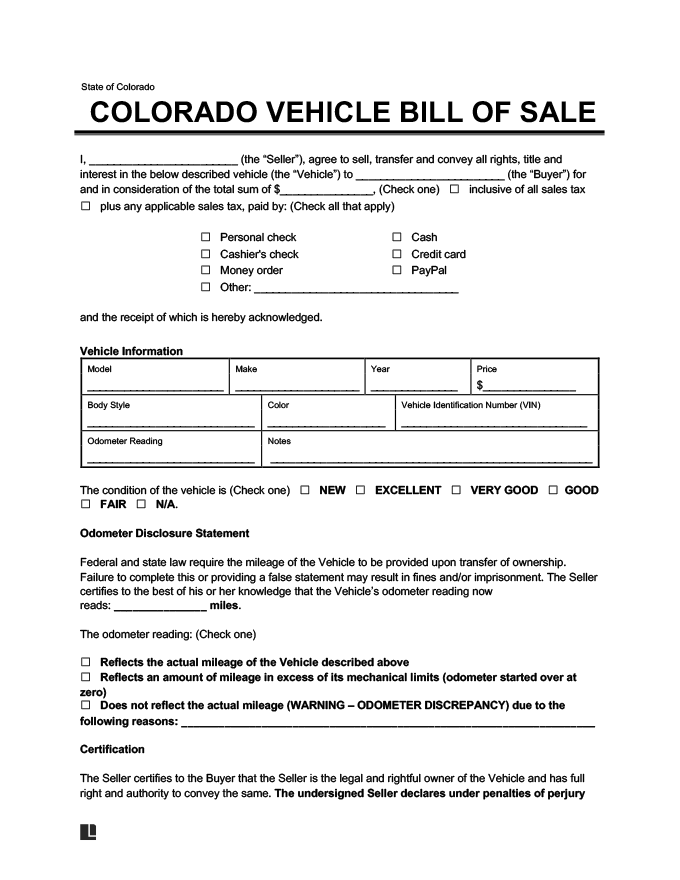 State of Colorado
COLORADO VEHICLE BILL OF SALE
I, ________________________ (the “Seller”), agree to sell, transfer and convey all rights, title and
interest in the below described vehicle (the “Vehicle”) to ________________________ (the “Buyer”) for
and in consideration of the total sum of $_______________, (Check one) ☐ inclusive of all sales tax
☐ plus any applicable sales tax, paid by: (Check all that apply)
☐ Personal check ☐ Cash
☐ Cashier's check ☐ Credit card
☐ Money order ☐ PayPal
☐ Other: _________________________________
and the receipt of which is hereby acknowledged.
Vehicle Information
Model Make Year Price
______________________ ____________________ ______________ $_______________
Body Style Color Vehicle Identification Number (VIN)
___________________________ ___________________ ______________________________
Odometer Reading Notes
___________________________ ____________________________________________________
The condition of the vehicle is (Check one) ☐ NEW ☐ EXCELLENT ☐ VERY GOOD ☐ GOOD
☐ FAIR ☐ N/A.
Odometer Disclosure Statement
Federal and state law require the mileage of the Vehicle to be provided upon transfer of ownership.
Failure to complete this or providing a false statement may result in fines and/or imprisonment. The Seller
certifies to the best of his or her knowledge that the Vehicle’s odometer reading now
reads: _______________ miles.
The odometer reading: (Check one)
☐ Reflects the actual mileage of the Vehicle described above
☐ Reflects an amount of mileage in excess of its mechanical limits (odometer started over at
zero)
☐ Does not reflect the actual mileage (WARNING – ODOMETER DISCREPANCY) due to the
following reasons: ___________________________________________________________________
Certification
The Seller certifies to the Buyer that the Seller is the legal and rightful owner of the Vehicle and has full
right and authority to convey the same. The undersigned Seller declares under penalties of perjury